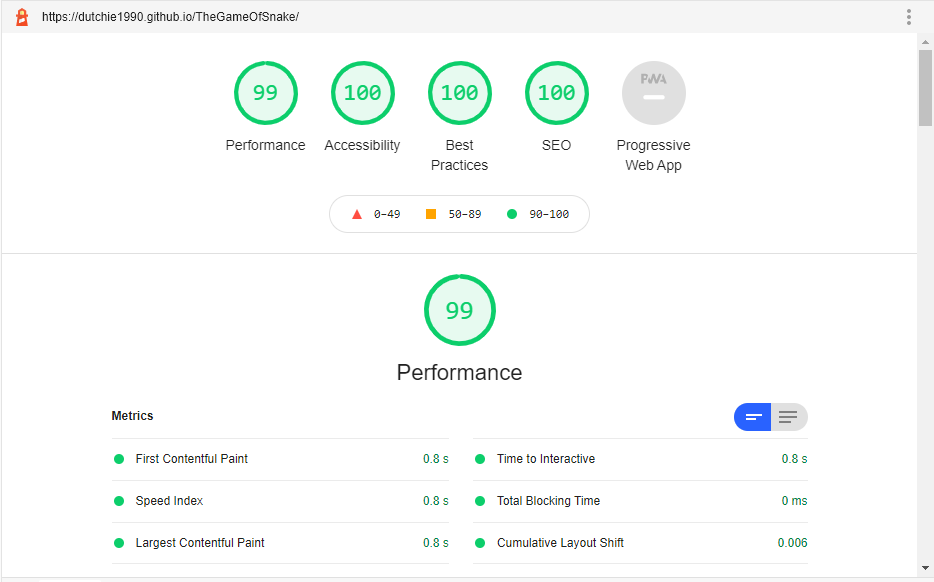 https://dutchie1990.github.io/TheGameOfSnake/
99 100 100 100 PWA
Performance Accessibility Best Practices SEO Progressive Web App
0–49 50–89 90–100
99
Performance
Metrics
First Contentful Paint 0.8 s
Time to Interactive 0.8 s
Speed Index 0.8 s
Total Blocking Time 0 ms
Largest Contentful Paint 0.8 s
Cumulative Layout Shift 0.006